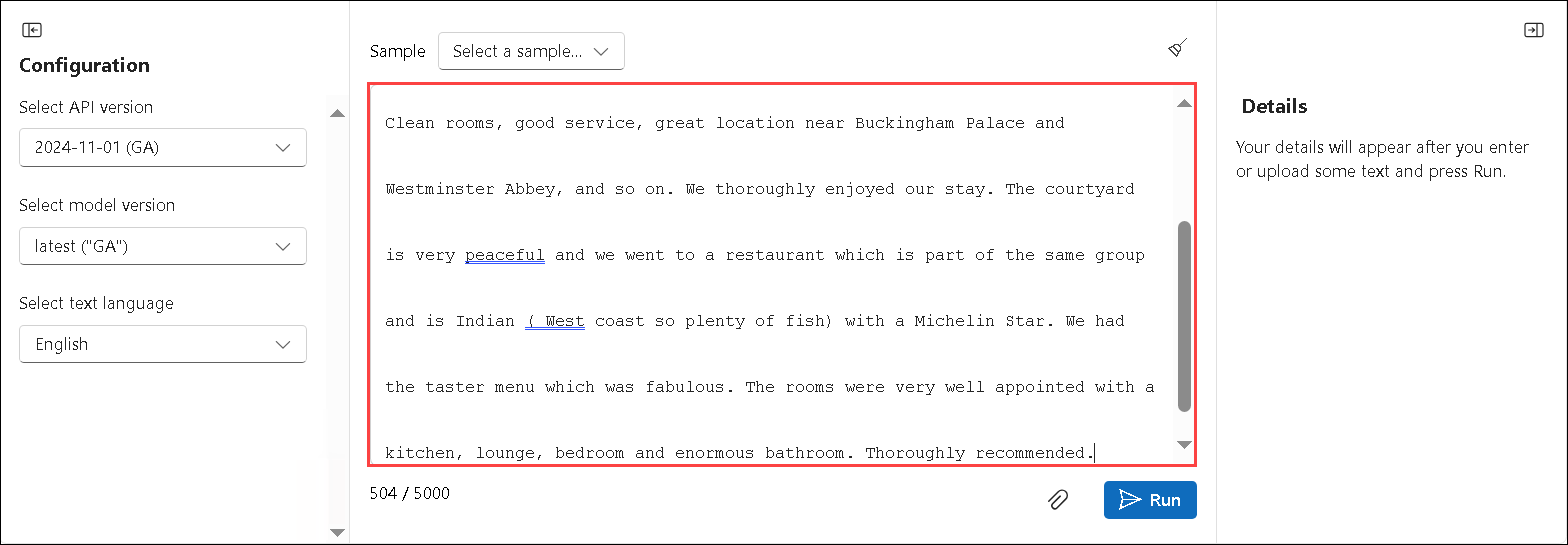 Configuration
Select API version
2024-11-01 (GA)
Select model version
latest ("GA")
Select text language
English
Sample
Select a sample...
Clean rooms, good service, great location near Buckingham Palace and
Westminster Abbey, and so on. We thoroughly enjoyed our stay. The courtyard
is very peaceful and we went to a restaurant which is part of the same group
and is Indian ( West coast so plenty of fish) with a Michelin Star. We had
the taster menu which was fabulous. The rooms were very well appointed with a
kitchen, lounge, bedroom and enormous bathroom. Thoroughly recommended.
504 / 5000
Run
Details
Your details will appear after you enter
or upload some text and press Run.